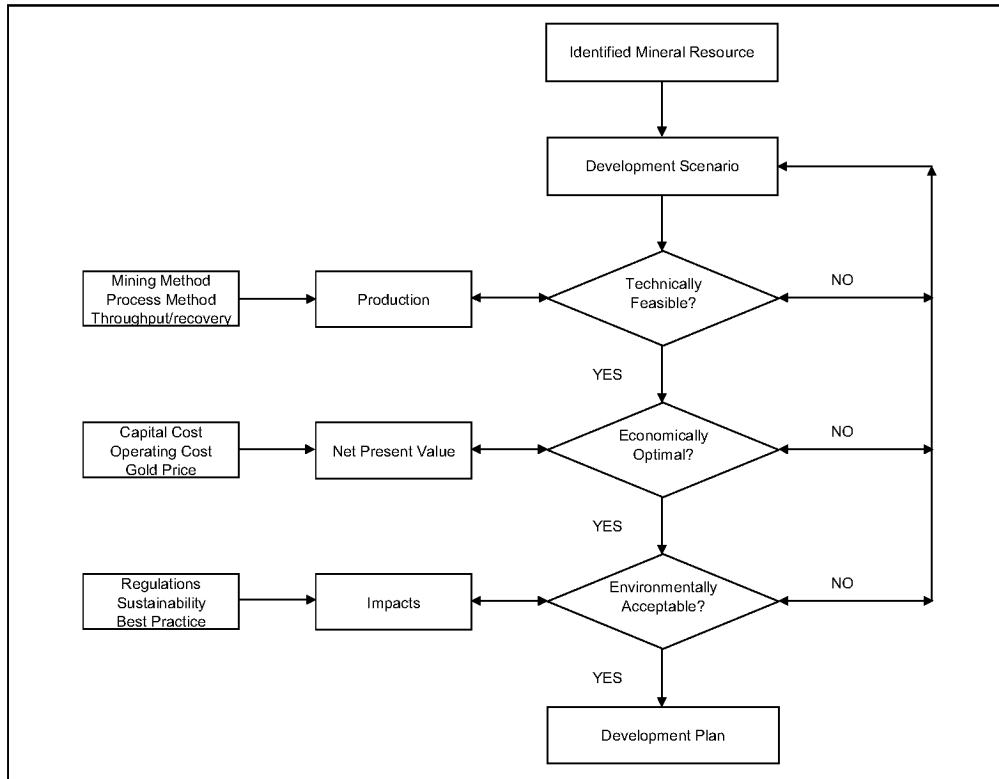 Identified Mineral Resource
Development Scenario
Mining Method
Process Method
Throughput/recovery
Production
Technically
Feasible?
NO
YES
Capital Cost
Operating Cost
Gold Price
Net Present Value
Economically
Optimal?
NO
YES
Regulations
Sustainability
Best Practice
Impacts
Environmentally
Acceptable?
NO
YES
Development Plan